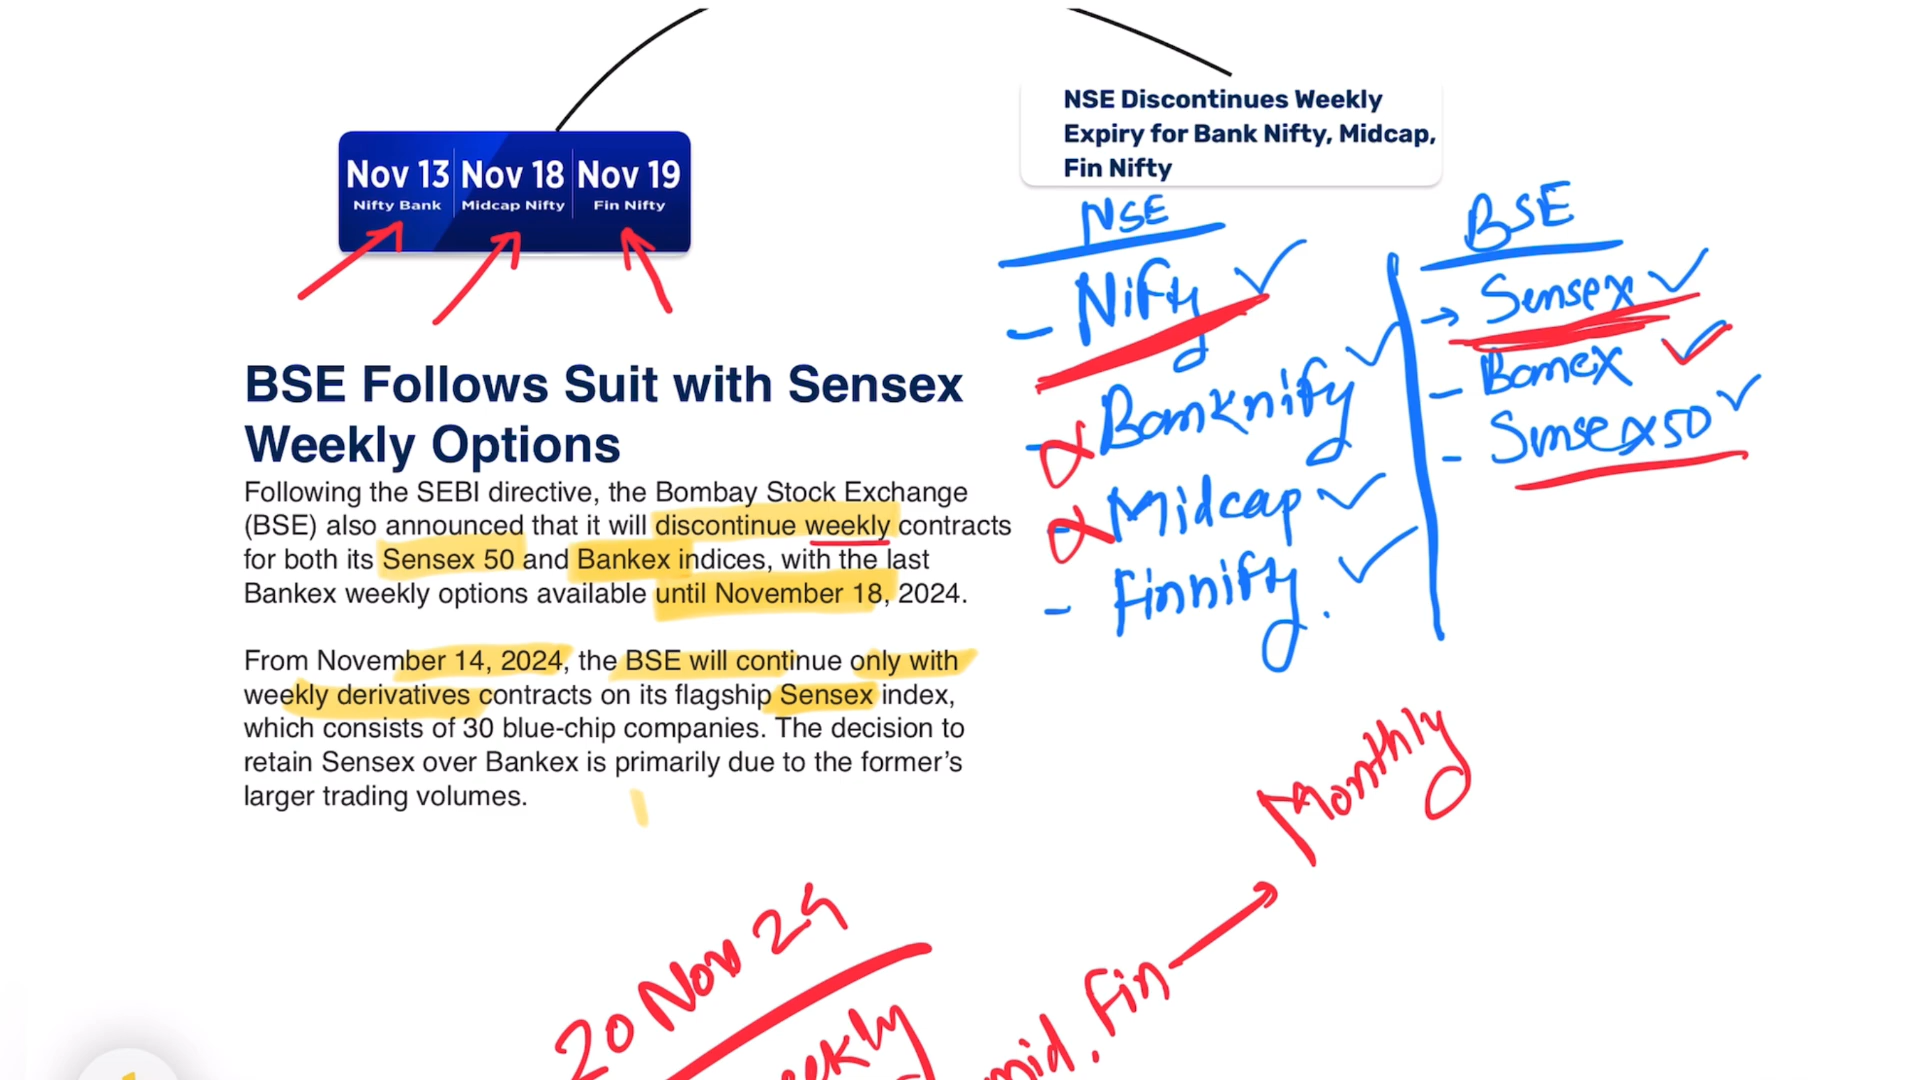 NSE Discontinues Weekly
Expiry for Bank Nifty, Midcap,
Fin Nifty
Nov 13 Nov 18 Nov 19
Nifty Bank Midcap Nifty Fin Nifty
NSE
- Nifty
- Banknifty
- Midcap
- Finnifty.
BSE
→ Sensex
- Banex
- Sensex50
BSE Follows Suit with Sensex
Weekly Options
Following the SEBI directive, the Bombay Stock Exchange
(BSE) also announced that it will discontinue weekly contracts
for both its Sensex 50 and Bankex indices, with the last
Bankex weekly options available until November 18, 2024.
From November 14, 2024, the BSE will continue only with
weekly derivatives contracts on its flagship Sensex index,
which consists of 30 blue-chip companies. The decision to
retain Sensex over Bankex is primarily due to the former’s
larger trading volumes.
Monthly
20 Nov 24
mid. Fin